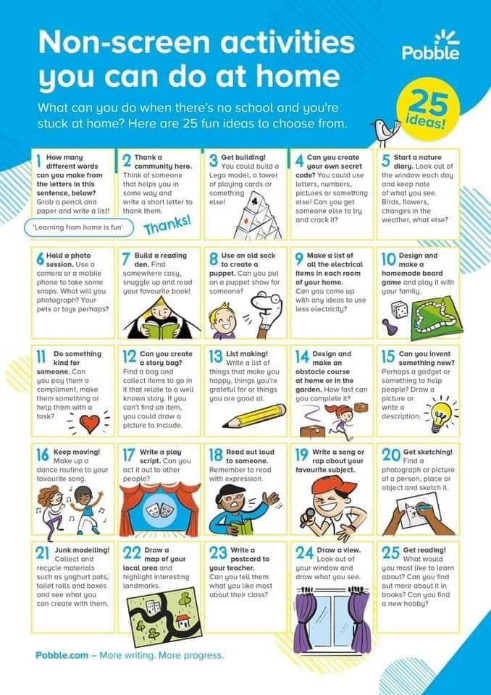 Non-screen activities
you can do at home
Pobble
What can you do when there's no school and you're
stuck at home? Here are 25 fun ideas to choose from.
25
ideas!
1 How many
different words
can you make from
the letters in this
sentence, below?
Grab a pencil and
paper and write a list!
'Learning from home is fun'
2 Thank a
community hero.
Think of someone
that helps you in
some way and
write a short letter to
thank them.
Thanks!
3 Get building!
You could build a
Lego model, a tower
of playing cards or
something
else!
4 Can you create
your own secret
code? You could use
letters, numbers,
pictures or something
else! Can you get
someone else to try
and crack it?
5 Start a nature
diary. Look out of
the window each day
and keep note
of what you see.
Birds, flowers,
changes in the
weather, what else?
6 Hold a photo
session. Use a
camera or a mobile
phone to take some
snaps. What will you
photograph? Your
pets or toys perhaps?
7 Build a reading
den. Find
somewhere cosy,
snuggle up and read
your favourite book!
8 Use an old sock
to create a
puppet. Can you put
on a puppet show for
someone?
9 Make a list of
all the electrical
items in each room
of your home.
Can you come up
with any ideas to use
less electricity?
10 Design and
make a
homemade board
game and play it with
your family.
11 Do something
kind for
someone. Can
you pay them a
compliment, make
them something or
help them with a
task?
12 Can you create
a story bag?
Find a bag and
collect items to go in
it that relate to a well
known story. If you
can't find an item,
you could draw a
picture to include.
13 List making!
Write a list of
things that make you
happy, things you're
grateful for or things
you are good at.
14 Design and
make an
obstacle course
at home or in the
garden. How fast can
you complete it?
15 Can you invent
something new?
Perhaps a gadget or
something to help
people? Draw a
picture or
write a
description.
16 Keep moving!
Make up a
dance routine to your
favourite song.
17 Write a play
script. Can you
act it out to other
people?
18 Read out loud
to someone.
Remember to read
with expression.
19 Write a song or
rap about your
favourite subject.
20 Get sketching!
Find a
photograph or picture
of a person, place or
object and sketch it.
21 Junk modelling!
Collect and
recycle materials
such as yoghurt pots,
toilet rolls and boxes
and see what you
can create with them.
22 Draw a
map of your
local area and
highlight interesting
landmarks.
23 Write a
postcard to
your teacher.
Can you tell them
what you like most
about their class?
24 Draw a view.
Look out of
your window and
draw what you see.
25 Get reading!
What would
you most like to learn
about? Can you find
out more about it in
books? Can you find
a new hobby?
Pobble.com – More writing. More progress.